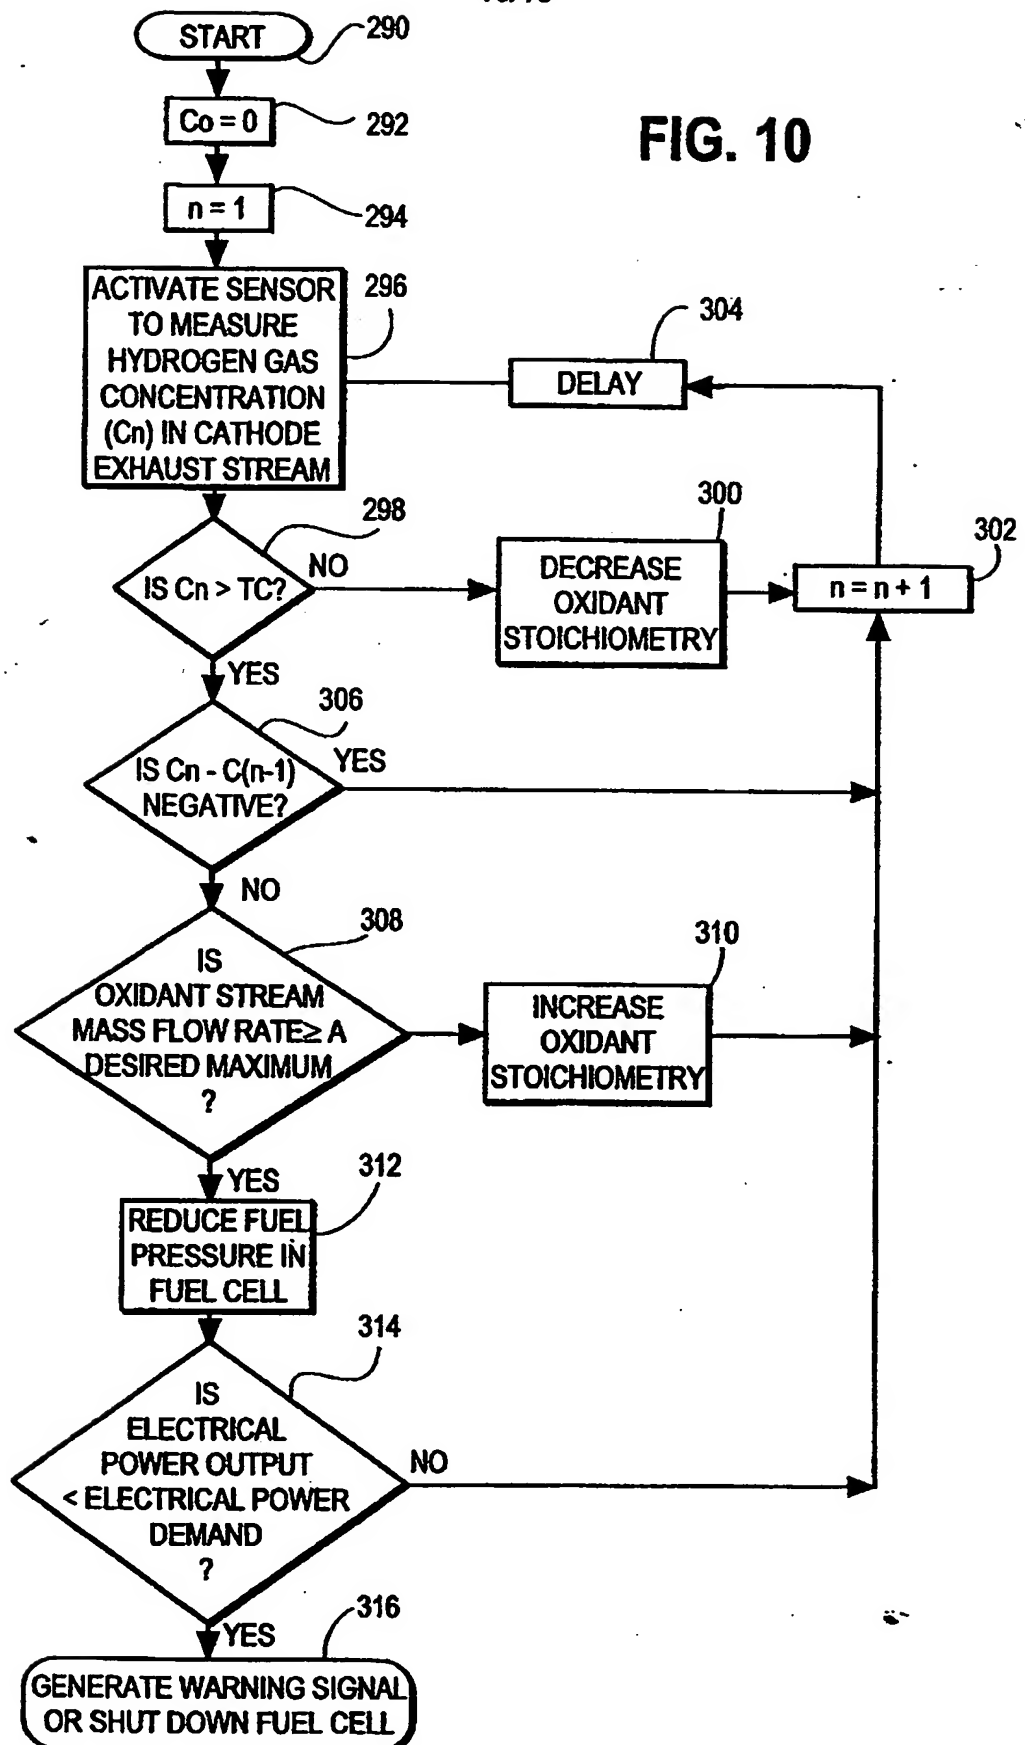 START
290
Co = 0
292
FIG. 10
n = 1
294
ACTIVATE SENSOR
TO MEASURE
HYDROGEN GAS
CONCENTRATION
(Cn) IN CATHODE
EXHAUST STREAM
296
304
DELAY
298
IS Cn > TC?
NO
300
DECREASE
OXIDANT
STOICHIOMETRY
302
n = n + 1
YES
306
IS Cn - C(n-1)
NEGATIVE?
YES
NO
308
IS
OXIDANT STREAM
MASS FLOW RATE≥ A
DESIRED MAXIMUM
?
310
INCREASE
OXIDANT
STOICHIOMETRY
YES
312
REDUCE FUEL
PRESSURE IN
FUEL CELL
314
IS
ELECTRICAL
POWER OUTPUT
< ELECTRICAL POWER
DEMAND
?
NO
YES
316
GENERATE WARNING SIGNAL
OR SHUT DOWN FUEL CELL